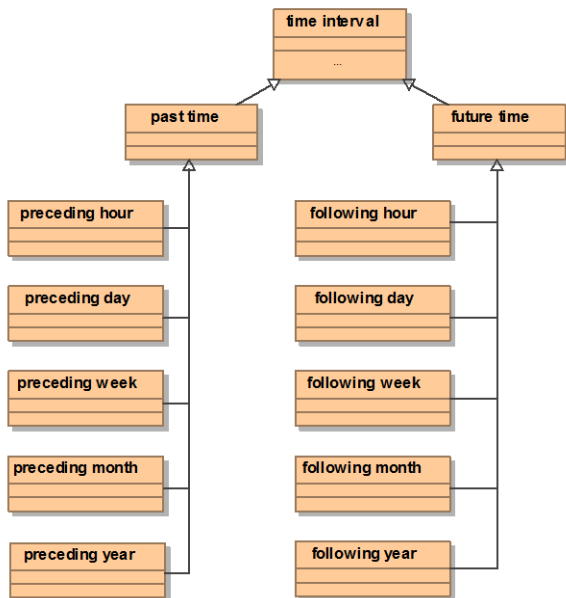 time interval
...
past time
future time
preceding hour
following hour
preceding day
following day
preceding week
following week
preceding month
following month
preceding year
following year